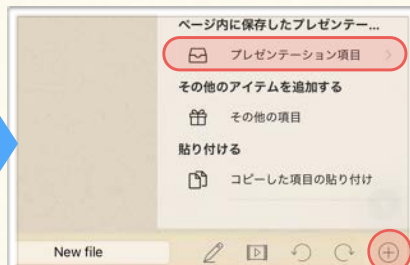 ページ内に保存したプレゼンテー...
プレゼンテーション項目
その他のアイテムを追加する
その他の項目
貼り付ける
コピーした項目の貼り付け
New file